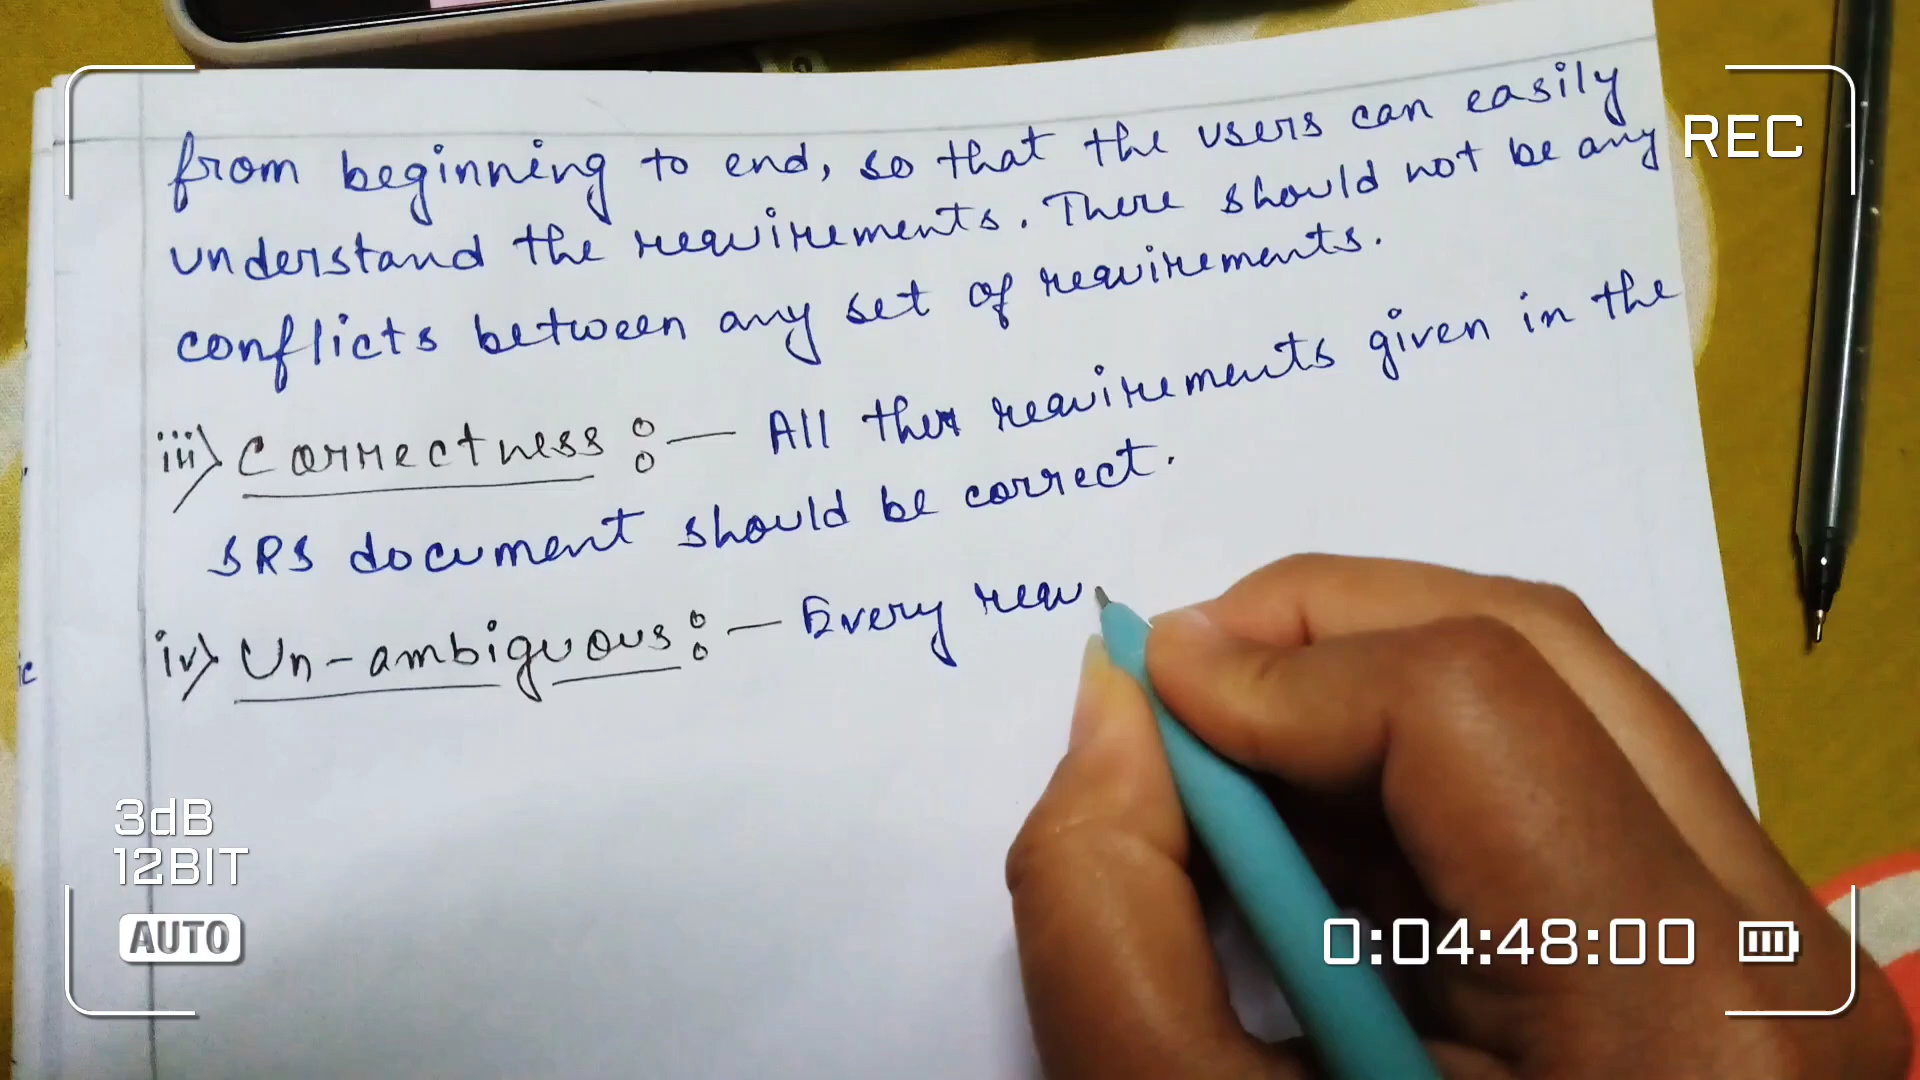 from beginning to end, so that the users can easily
understand the requirements. There should not be any
conflicts between any set of requirements.
iii) Correctness :— All the requirements given in the
SRS document should be correct.
iv) Un-ambiguous :— Every requ
ic
REC
3dB
12BIT
AUTO
0:04:48:00